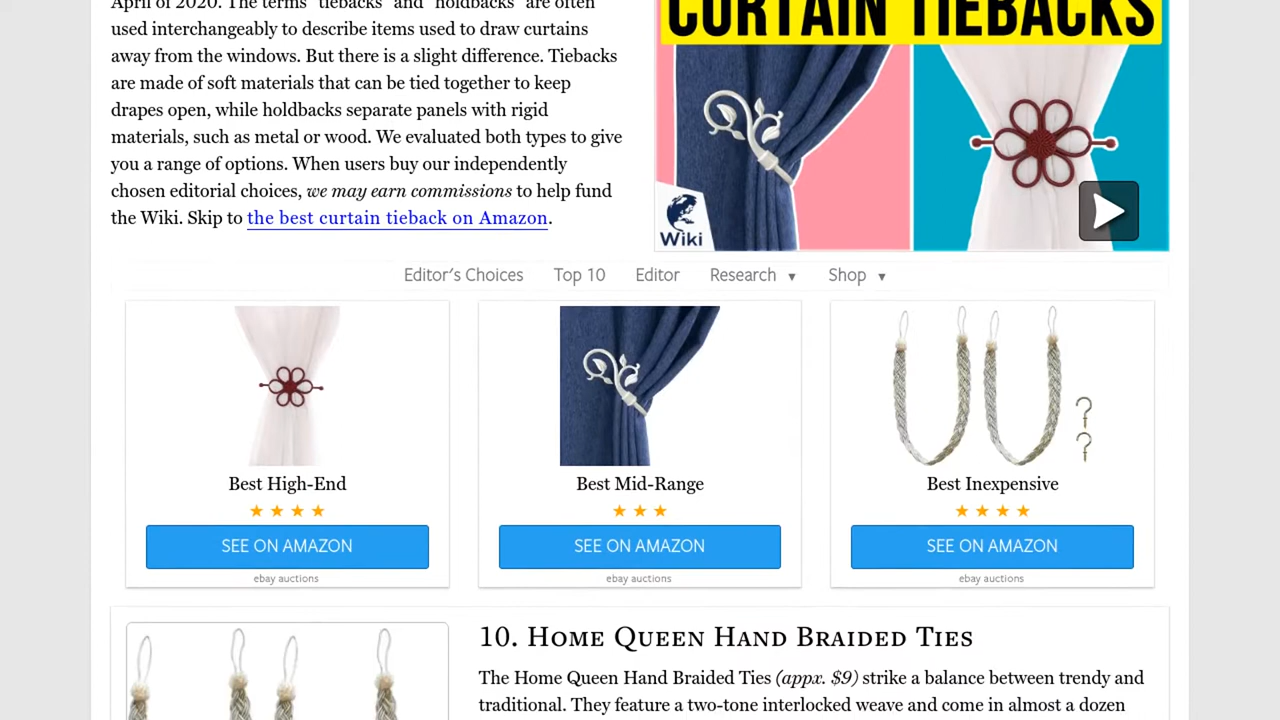 April of 2020. The terms "tiebacks" and "holdbacks" are often
used interchangeably to describe items used to draw curtains
away from the windows. But there is a slight difference. Tiebacks
are made of soft materials that can be tied together to keep
drapes open, while holdbacks separate panels with rigid
materials, such as metal or wood. We evaluated both types to give
you a range of options. When users buy our independently
chosen editorial choices, we may earn commissions to help fund
the Wiki. Skip to the best curtain tieback on Amazon.
CURTAIN TIEBACKS
Wiki
Editor's Choices Top 10 Editor Research ▼ Shop ▼
Best High-End
★ ★ ★ ★
SEE ON AMAZON
ebay auctions
Best Mid-Range
★ ★ ★
SEE ON AMAZON
ebay auctions
Best Inexpensive
★ ★ ★ ★
SEE ON AMAZON
ebay auctions
10. Home Queen Hand Braided Ties
The Home Queen Hand Braided Ties (appx. $9) strike a balance between trendy and
traditional. They feature a two-tone interlocked weave and come in almost a dozen